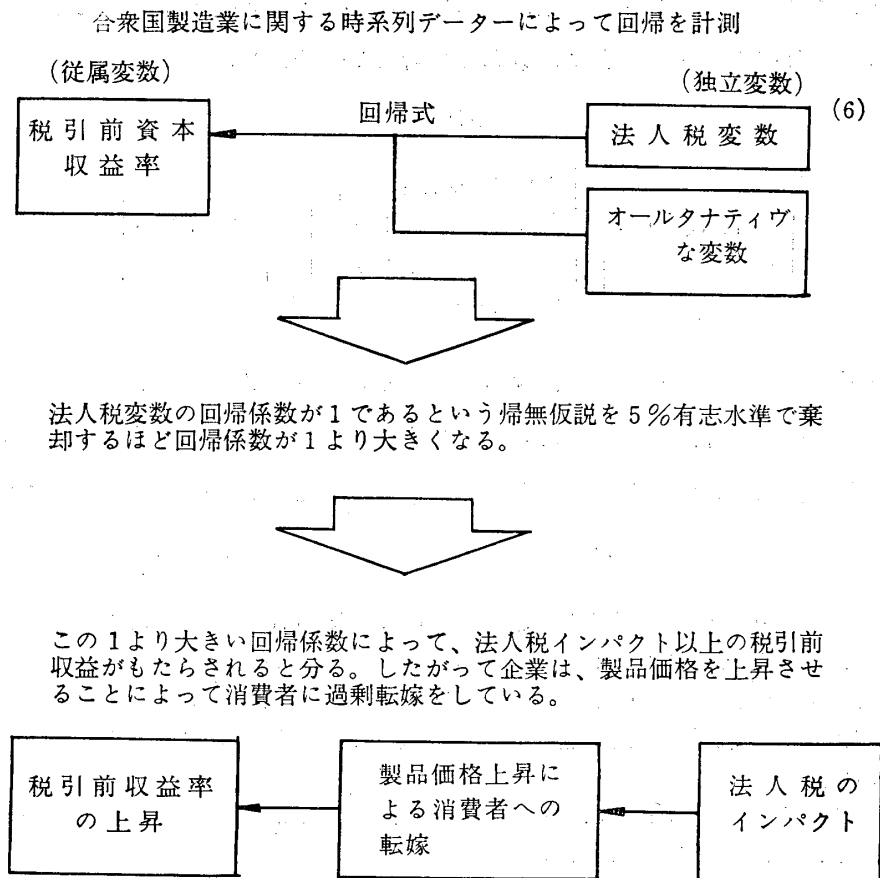 合衆国製造業に関する時系列データーによって回帰を計測
(従属変数)
(独立変数)
(6)
税引前資本
収益率
回帰式
法人税変数
オールタナティヴ
な変数
法人税変数の回帰係数が1であるという帰無仮説を5%有志水準で棄
却するほど回帰係数が1より大きくなる。
この1より大きい回帰係数によって、法人税インパクト以上の税引前
収益がもたらされると分る。したがって企業は、製品価格を上昇させ
ることによって消費者に過剰転嫁をしている。
税引前収益率
の上昇
製品価格上昇に
よる消費者への
転嫁
法人税の
インパクト